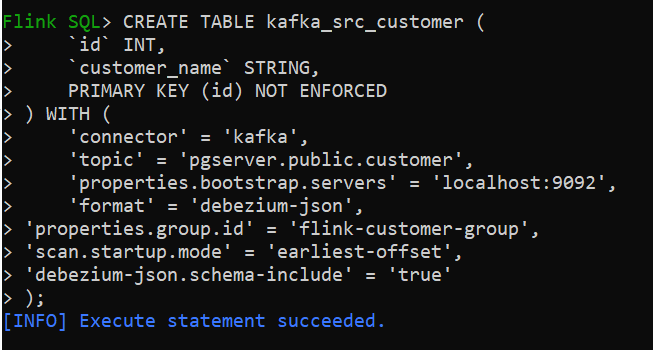 Flink SQL> CREATE TABLE kafka_src_customer (
>     `id` INT,
>     `customer_name` STRING,
>     PRIMARY KEY (id) NOT ENFORCED
> ) WITH (
>     'connector' = 'kafka',
>     'topic' = 'pgserver.public.customer',
>     'properties.bootstrap.servers' = 'localhost:9092',
>     'format' = 'debezium-json',
> 'properties.group.id' = 'flink-customer-group',
> 'scan.startup.mode' = 'earliest-offset',
> 'debezium-json.schema-include' = 'true'
> );
[INFO] Execute statement succeeded.